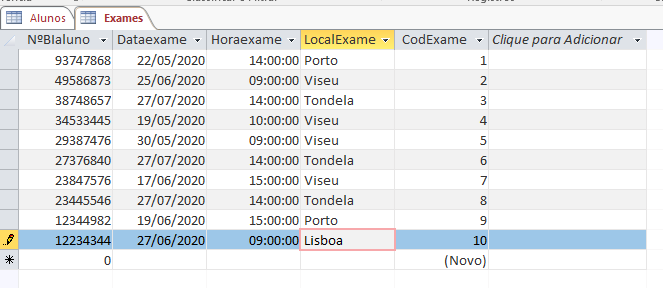 Alunos Exames
NºBIaluno Dataexame Horaexame LocalExame CodExame Clique para Adicionar
93747868 22/05/2020 14:00:00 Porto 1
49586873 25/06/2020 09:00:00 Viseu 2
38748657 27/07/2020 14:00:00 Tondela 3
34533445 19/05/2020 10:00:00 Viseu 4
29387476 30/05/2020 09:00:00 Viseu 5
27376840 27/07/2020 14:00:00 Tondela 6
23847576 17/06/2020 15:00:00 Viseu 7
23445546 27/07/2020 14:00:00 Tondela 8
12344982 19/06/2020 15:00:00 Porto 9
12234344 27/06/2020 09:00:00 Lisboa 10
0 (Novo)